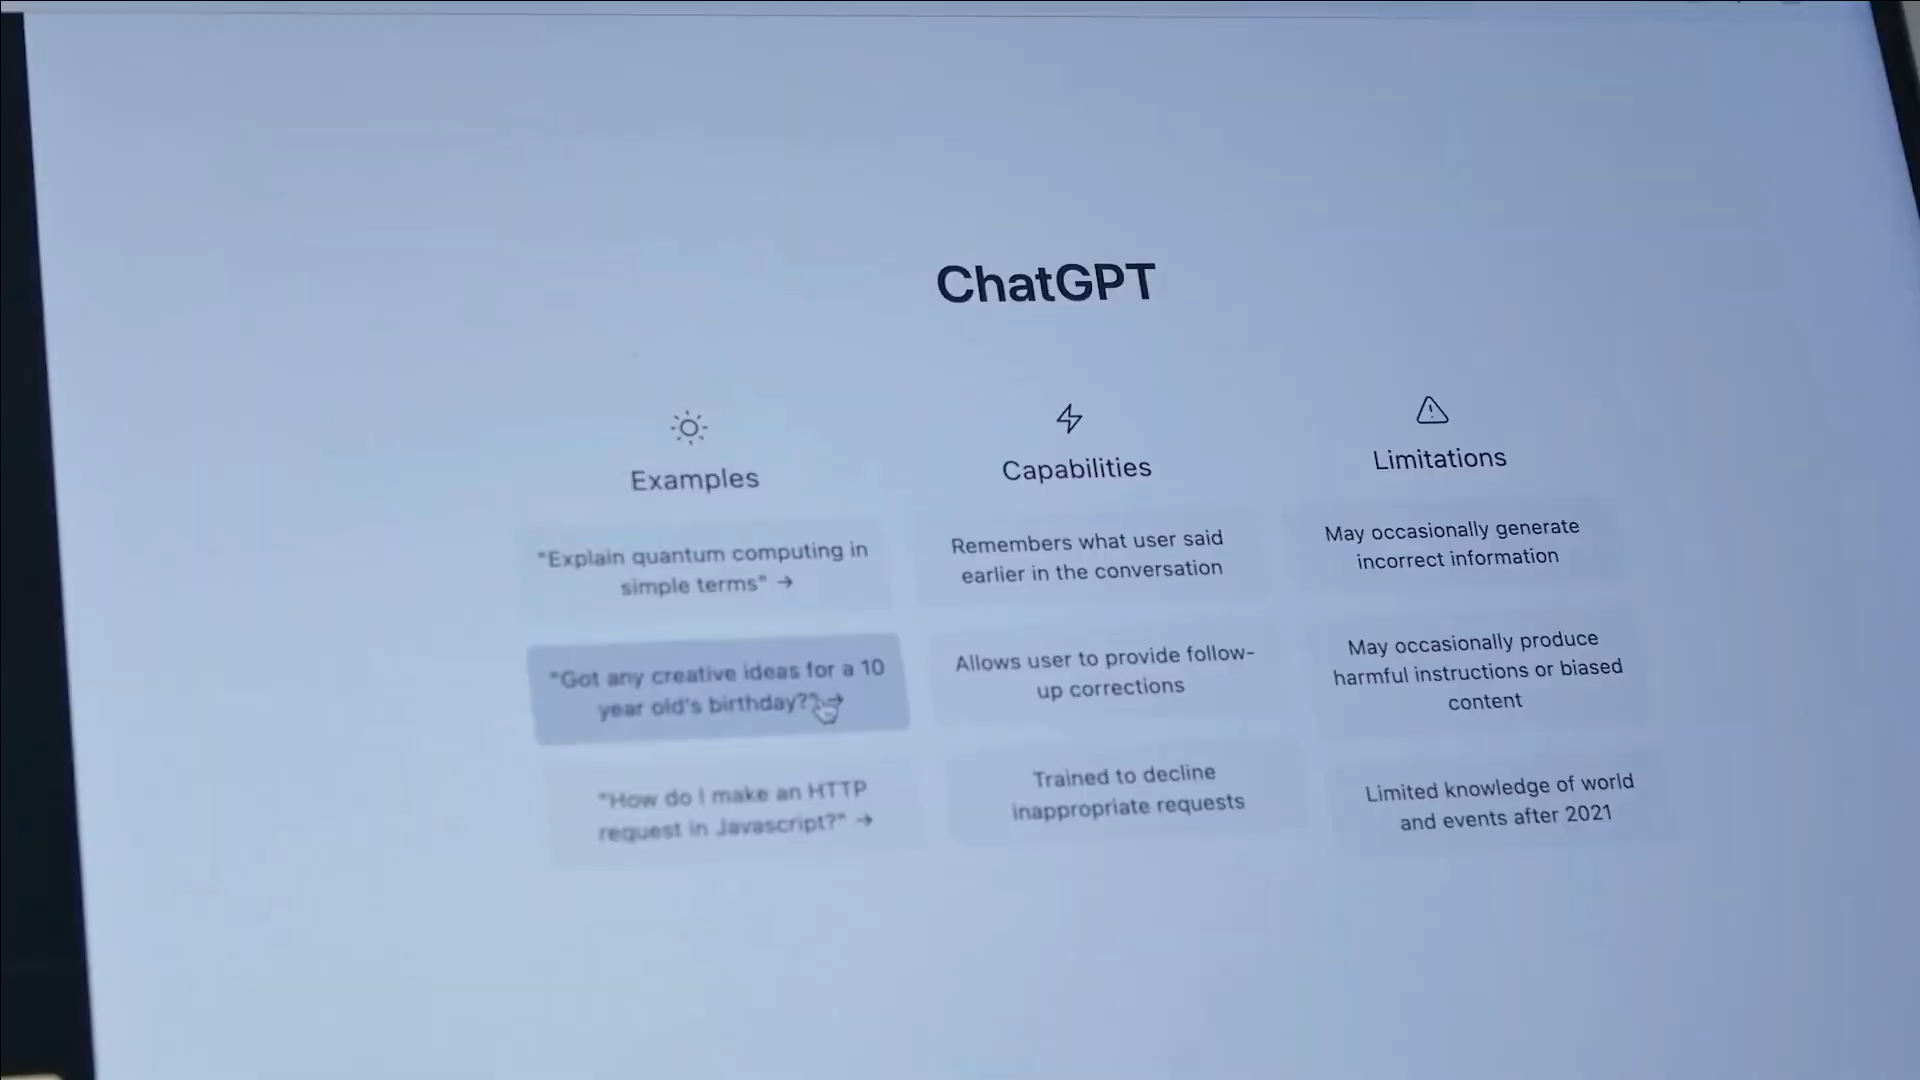 ChatGPT
Examples
"Explain quantum computing in
simple terms" →
"Got any creative ideas for a 10
year old's birthday?" →
"How do I make an HTTP
request in Javascript?" →
Capabilities
Remembers what user said
earlier in the conversation
Allows user to provide follow-
up corrections
Trained to decline
inappropriate requests
Limitations
May occasionally generate
incorrect information
May occasionally produce
harmful instructions or biased
content
Limited knowledge of world
and events after 2021